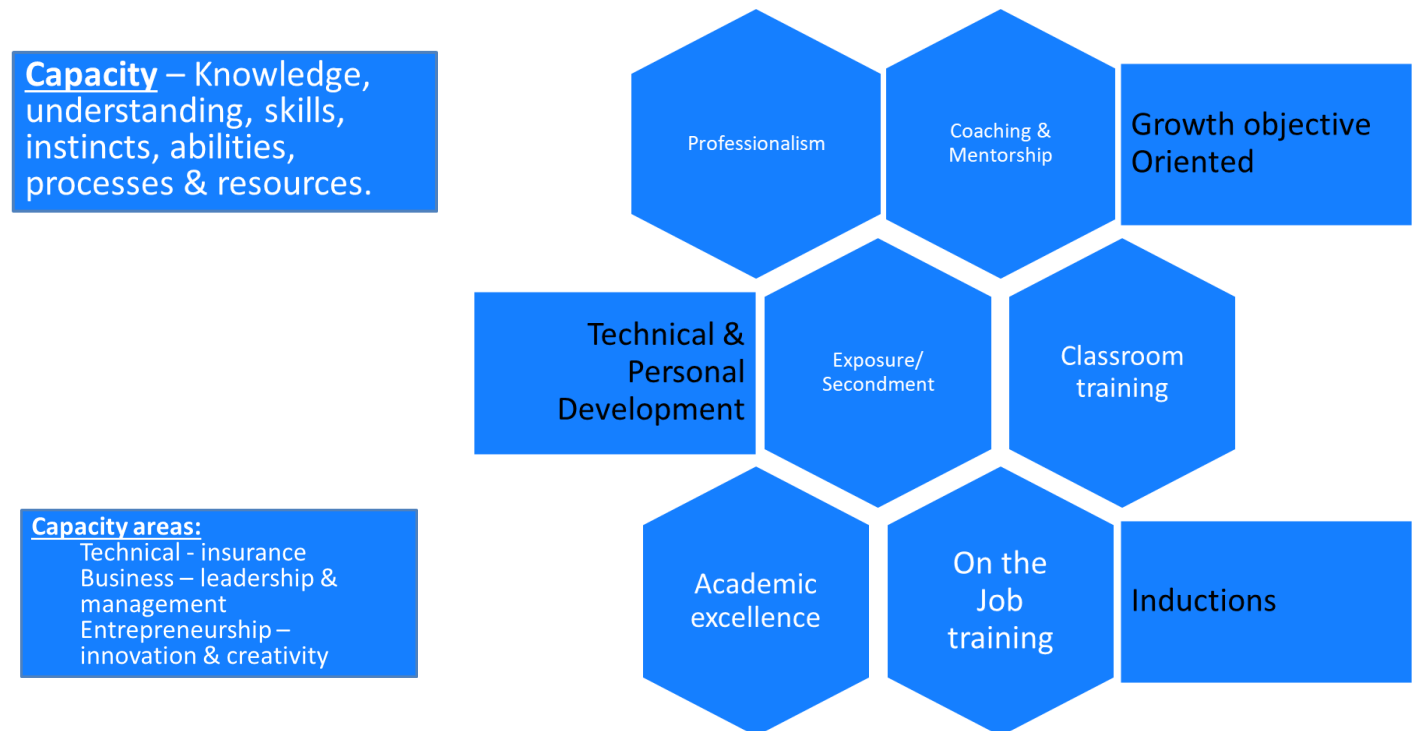 Capacity – Knowledge,
understanding, skills,
instincts, abilities,
processes & resources.
Professionalism
Coaching &
Mentorship
Growth objective
Oriented
Technical &
Personal
Development
Exposure/
Secondment
Classroom
training
Capacity areas:
Technical - insurance
Business – leadership &
management
Entrepreneurship –
innovation & creativity
Academic
excellence
On the
Job
training
Inductions